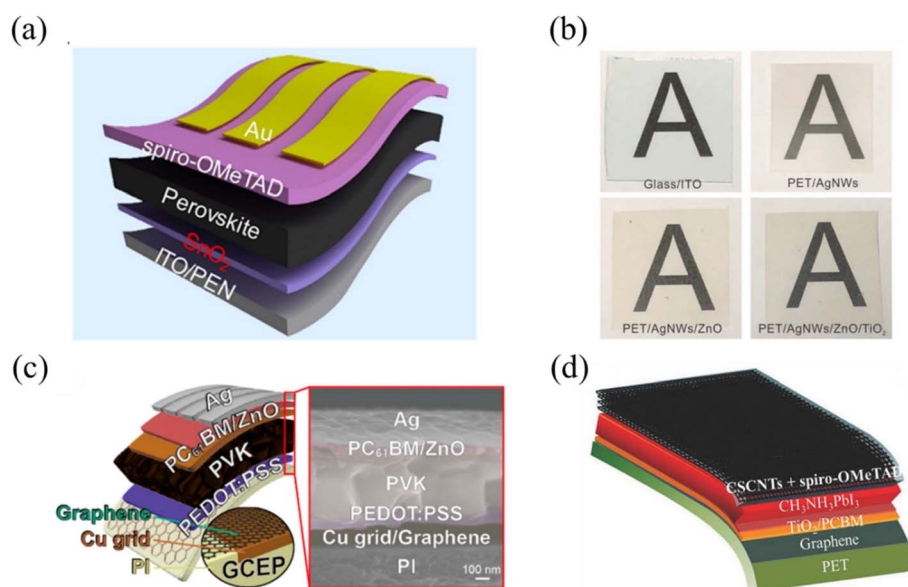 (a)
Au
spiro-OMeTAD
Perovskite
SnO₂
ITO/PEN
(b)
A
Glass/ITO
A
PET/AgNWs
A
PET/AgNWs/ZnO
A
PET/AgNWs/ZnO/TiO₂
(c)
Ag
PC₆₁BM/ZnO
PVK
PEDOT:PSS
Graphene
Cu grid
PI
GCEP
Ag
PC₆₁BM/ZnO
PVK
PEDOT:PSS
Cu grid/Graphene
PI
100 nm
(d)
CSCNTs + spiro-OMeTAD
CH₃NH₃PbI₃
TiO₂/PCBM
Graphene
PET